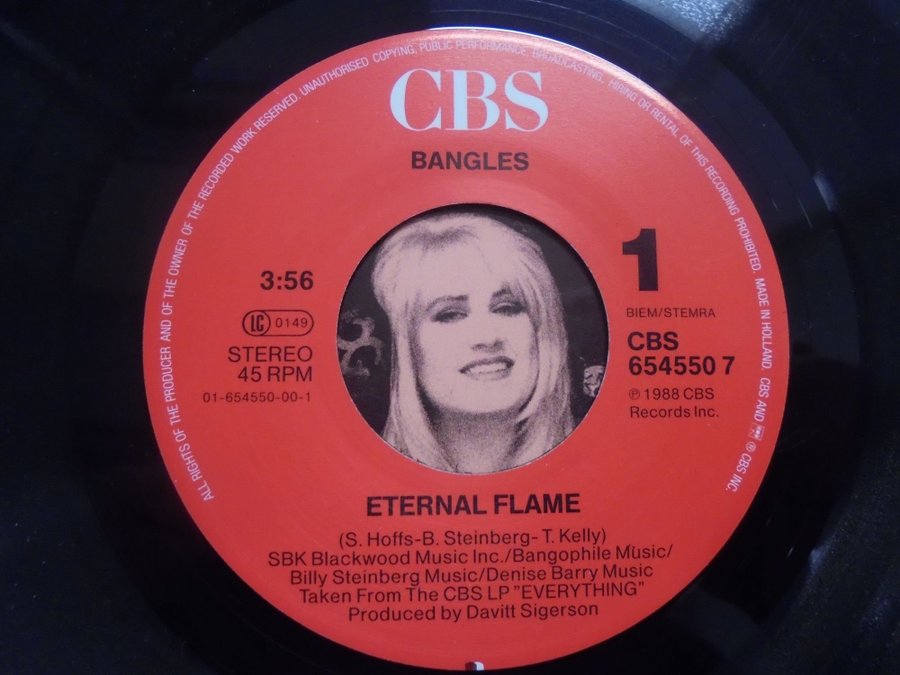 ALL RIGHTS OF THE PRODUCER AND OF THE OWNER OF THE RECORDED WORK RESERVED. UNAUTHORISED COPYING, PUBLIC PERFORMANCE, BROADCASTING, HIRING OR RENTAL OF THIS RECORDING PROHIBITED. MADE IN HOLLAND. CBS AND ® CBS INC.
CBS
BANGLES
3:56
1
LC 0149
BIEM/STEMRA
STEREO
45 RPM
CBS
654550 7
01-654550-00-1
℗ 1988 CBS
Records Inc.
ETERNAL FLAME
(S. Hoffs-B. Steinberg- T. Kelly)
SBK Blackwood Music Inc./Bangophile Music/
Billy Steinberg Music/Denise Barry Music
Taken From The CBS LP "EVERYTHING"
Produced by Davitt Sigerson